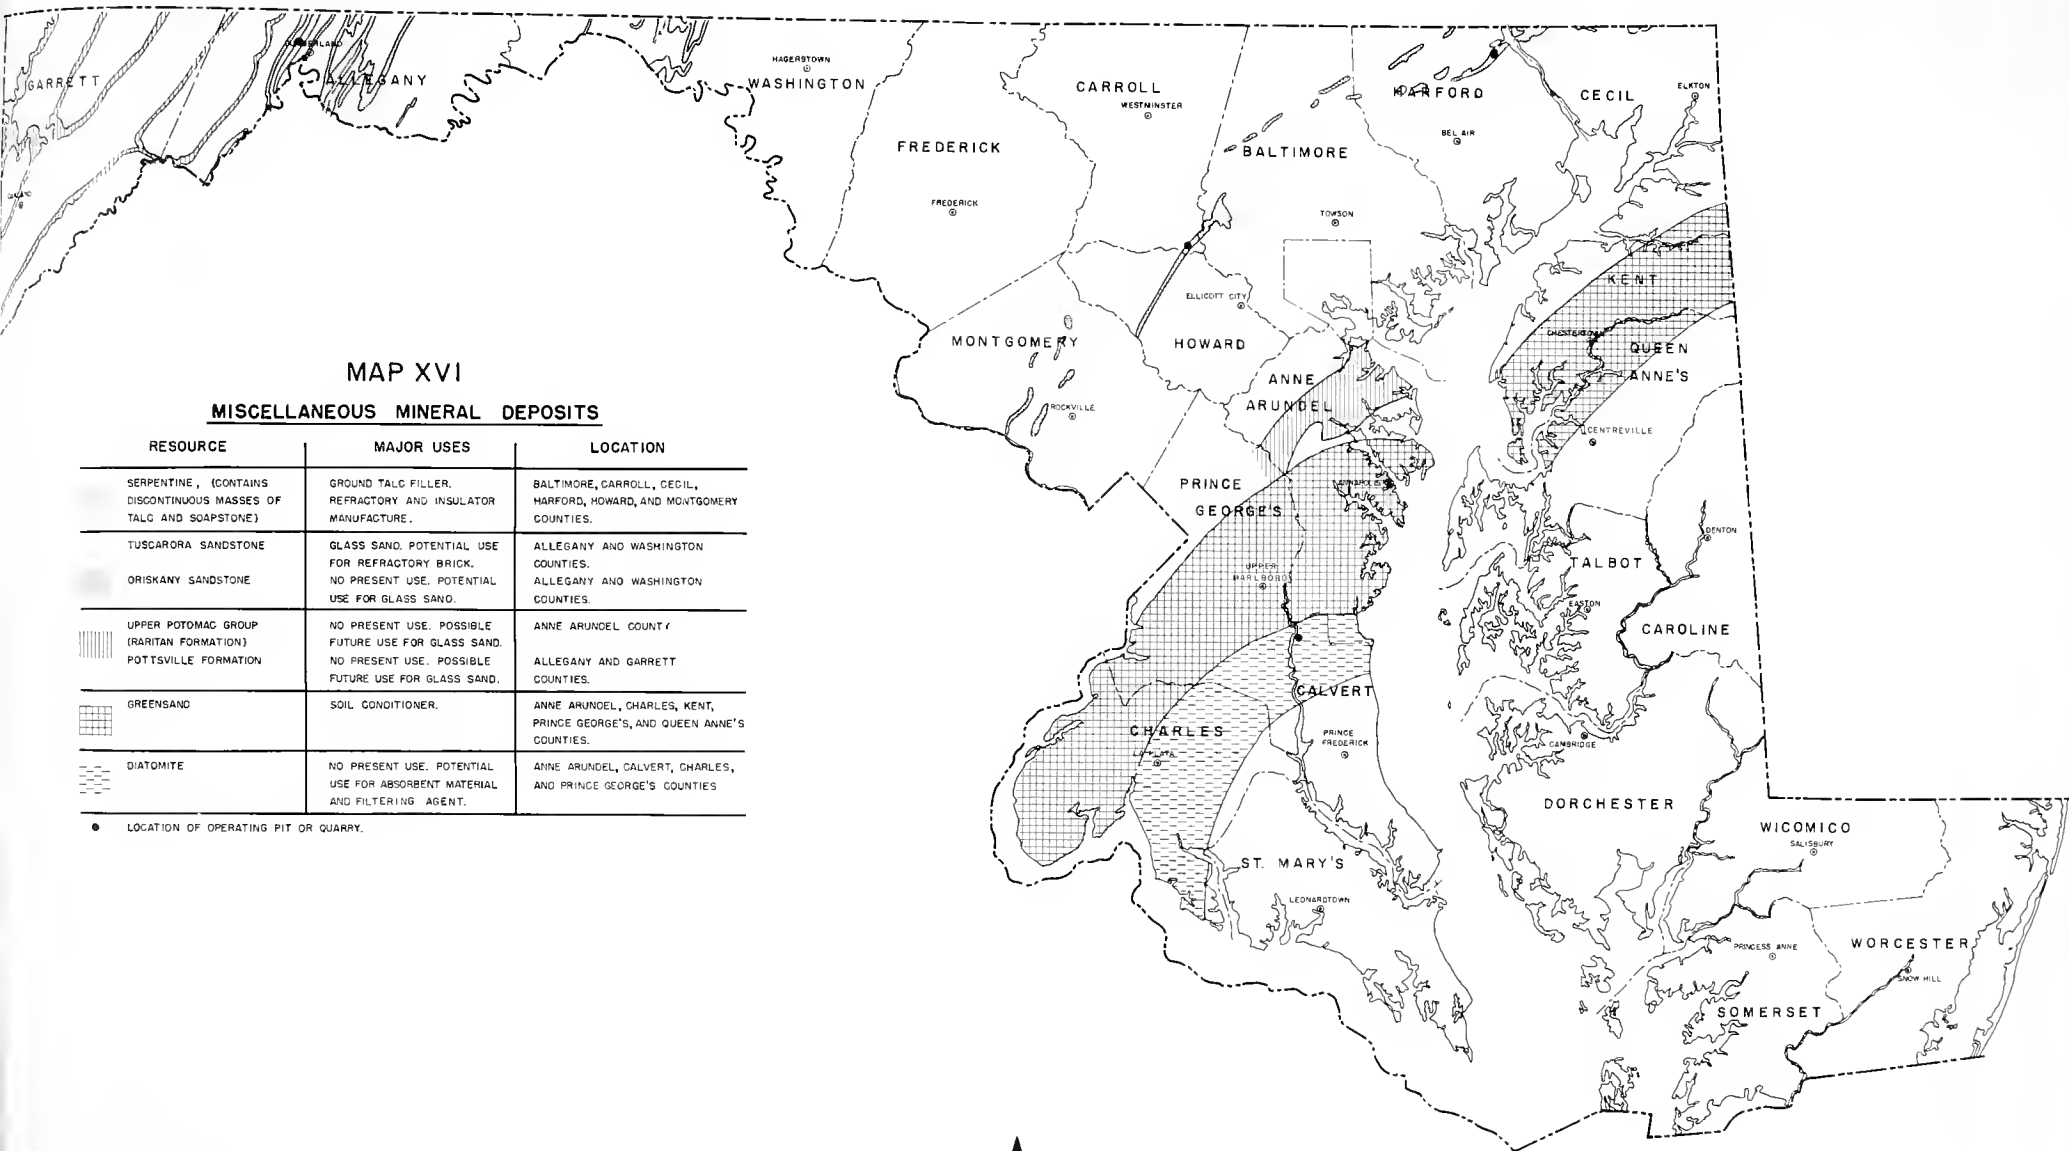 MAP XVI
MISCELLANEOUS MINERAL DEPOSITS
RESOURCE MAJOR USES LOCATION
SERPENTINE, (CONTAINS GROUND TALC FILLER. BALTIMORE, CARROLL, CECIL,
DISCONTINUOUS MASSES OF REFRACTORY AND INSULATOR HARFORD, HOWARD, AND MONTGOMERY
TALC AND SOAPSTONE) MANUFACTURE. COUNTIES.
TUSCARORA SANDSTONE GLASS SAND. POTENTIAL USE ALLEGANY AND WASHINGTON
FOR REFRACTORY BRICK. COUNTIES.
ORISKANY SANDSTONE NO PRESENT USE. POTENTIAL ALLEGANY AND WASHINGTON
USE FOR GLASS SAND. COUNTIES.
UPPER POTOMAC GROUP NO PRESENT USE. POSSIBLE ANNE ARUNDEL COUNTY
(RARITAN FORMATION) FUTURE USE FOR GLASS SAND.
POTTSVILLE FORMATION NO PRESENT USE. POSSIBLE ALLEGANY AND GARRETT
FUTURE USE FOR GLASS SAND. COUNTIES.
GREENSAND SOIL CONDITIONER. ANNE ARUNDEL, CHARLES, KENT,
PRINCE GEORGE'S, AND QUEEN ANNE'S
COUNTIES.
DIATOMITE NO PRESENT USE. POTENTIAL ANNE ARUNDEL, CALVERT, CHARLES,
USE FOR ABSORBENT MATERIAL AND PRINCE GEORGE'S COUNTIES
AND FILTERING AGENT.
LOCATION OF OPERATING PIT OR QUARRY.
GARRETT
OAKLAND
CUMBERLAND
ALLEGANY
HAGERSTOWN
WASHINGTON
FREDERICK
FREDERICK
CARROLL
WESTMINSTER
BALTIMORE
TOWSON
HARFORD
BEL AIR
CECIL
ELKTON
MONTGOMERY
ROCKVILLE
HOWARD
ELLICOTT CITY
ANNE
ARUNDEL
ANNAPOLIS
KENT
CHESTERTOWN
QUEEN
ANNE'S
CENTREVILLE
PRINCE
GEORGE'S
UPPER
MARLBORO
TALBOT
EASTON
DENTON
CAROLINE
CALVERT
PRINCE
FREDERICK
CHARLES
LA PLATA
CAMBRIDGE
DORCHESTER
ST. MARY'S
LEONARDTOWN
WICOMICO
SALISBURY
PRINCESS ANNE
WORCESTER
SNOW HILL
SOMERSET